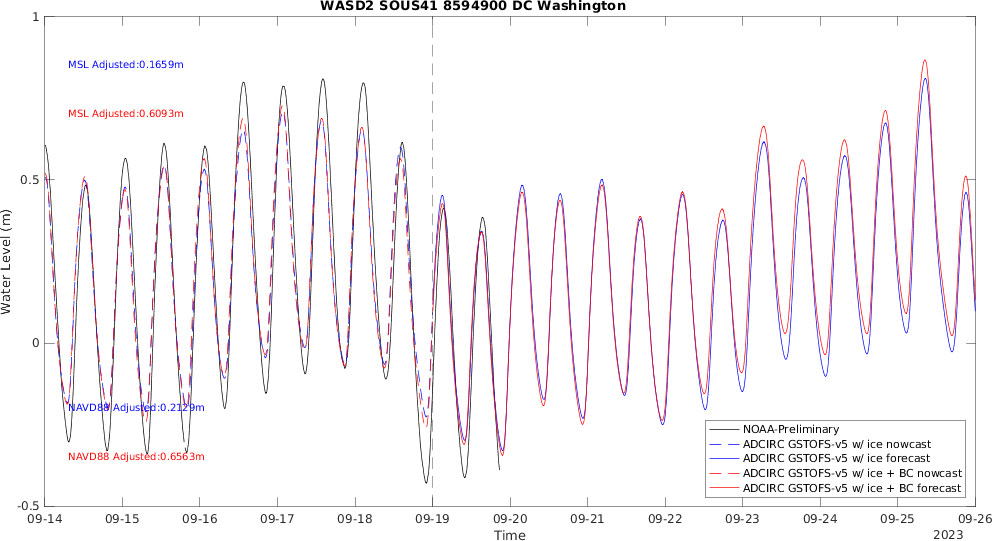 WASD2 SOUS41 8594900 DC Washington
1
MSL Adjusted:0.1659m
MSL Adjusted:0.6093m
0.5
Water Level (m)
0
NAVD88 Adjusted:0.2129m
NAVD88 Adjusted:0.6563m
NOAA-Preliminary
ADCIRC GSTOFS-v5 w/ ice nowcast
ADCIRC GSTOFS-v5 w/ ice forecast
ADCIRC GSTOFS-v5 w/ice + BC nowcast
ADCIRC GSTOFS-v5 w/ice + BC forecast
-0.5
09-14 09-15 09-16 09-17 09-18 09-19 09-20 09-21 09-22 09-23 09-24 09-25 09-26
Time
2023